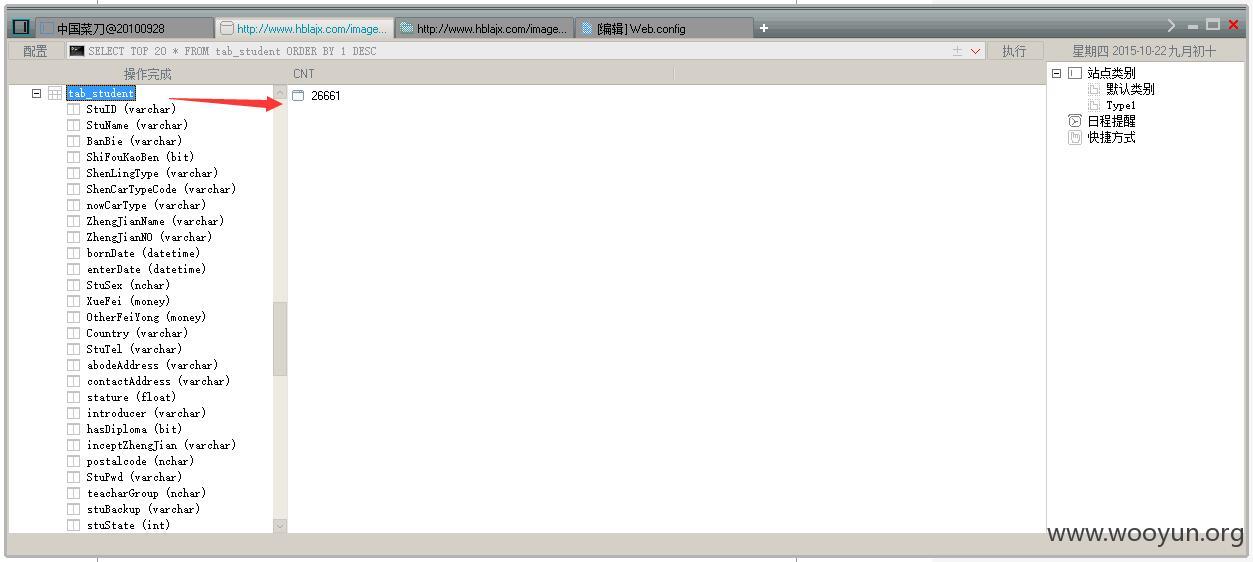 中国菜刀@20100928
http://www.hblajx.com/image...
http://www.hblajx.com/image...
[编辑] Web.config
+
配置
SELECT TOP 20 * FROM tab_student ORDER BY 1 DESC
执行
星期四 2015-10-22 九月初十
操作完成
CNT
tab_student
StuID (varchar)
StuName (varchar)
BanBie (varchar)
ShiFouKaoBen (bit)
ShenLingType (varchar)
ShenCarTypeCode (varchar)
nowCarType (varchar)
ZhengJianName (varchar)
ZhengJianNO (varchar)
bornDate (datetime)
enterDate (datetime)
StuSex (nchar)
XueFei (money)
OtherFeiYong (money)
Country (varchar)
StuTel (varchar)
abodeAddress (varchar)
contactAddress (varchar)
stature (float)
introducer (varchar)
hasDiploma (bit)
inceptZhengJian (varchar)
postalcode (nchar)
StuPwd (varchar)
teacharGroup (nchar)
stuBackup (varchar)
stuState (int)
26661
站点类别
默认类别
Type1
日程提醒
快捷方式
www.wooyun.org